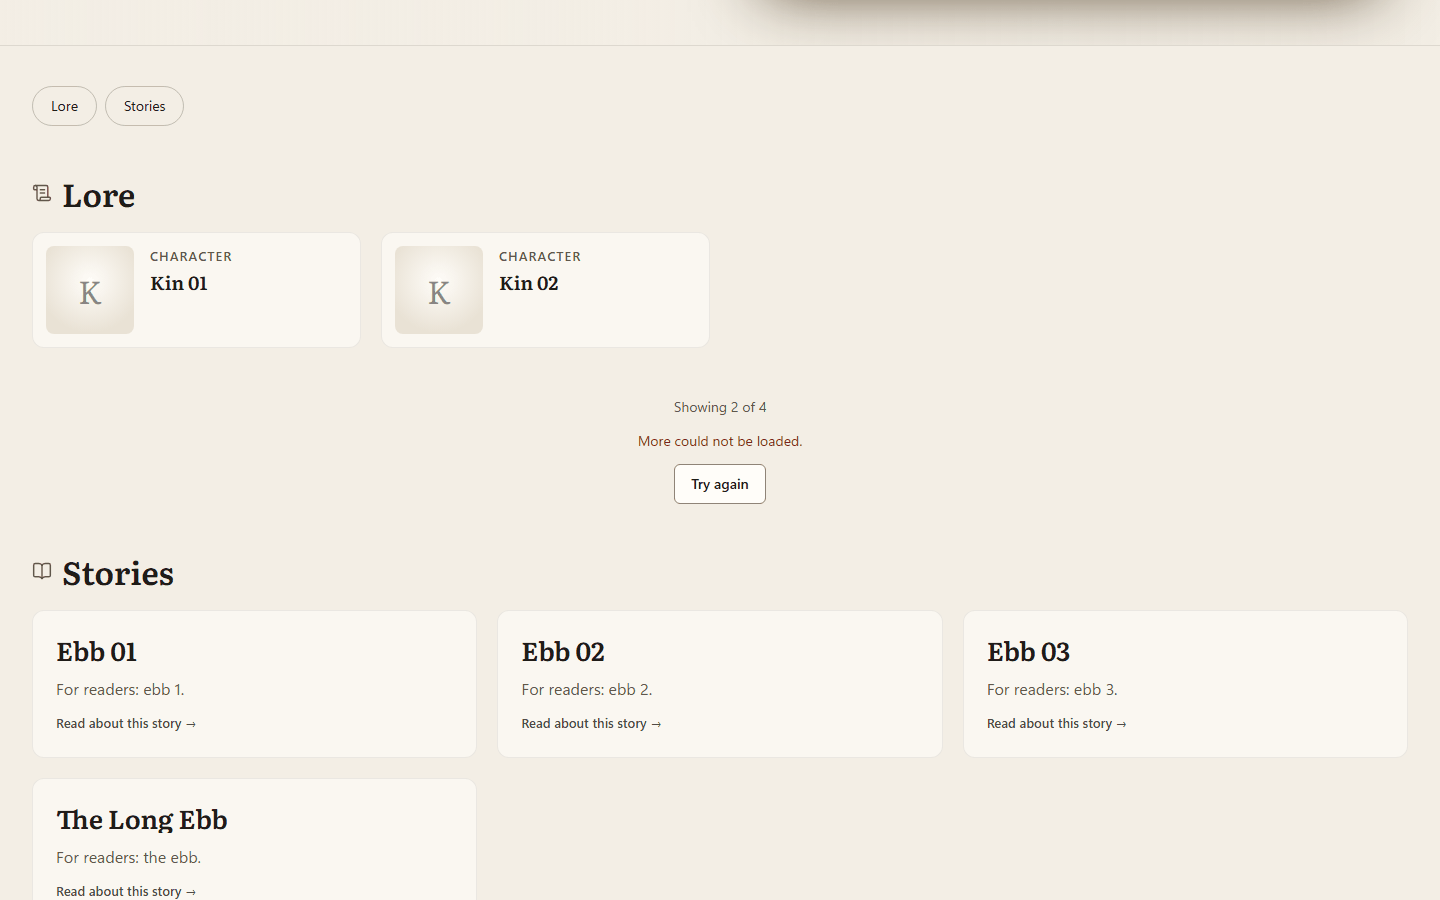 Lore
Stories
Lore
K
CHARACTER
Kin 01
K
CHARACTER
Kin 02
Showing 2 of 4
More could not be loaded.
Try again
Stories
Ebb 01
For readers: ebb 1.
Read about this story →
Ebb 02
For readers: ebb 2.
Read about this story →
Ebb 03
For readers: ebb 3.
Read about this story →
The Long Ebb
For readers: the ebb.
Read about this story →